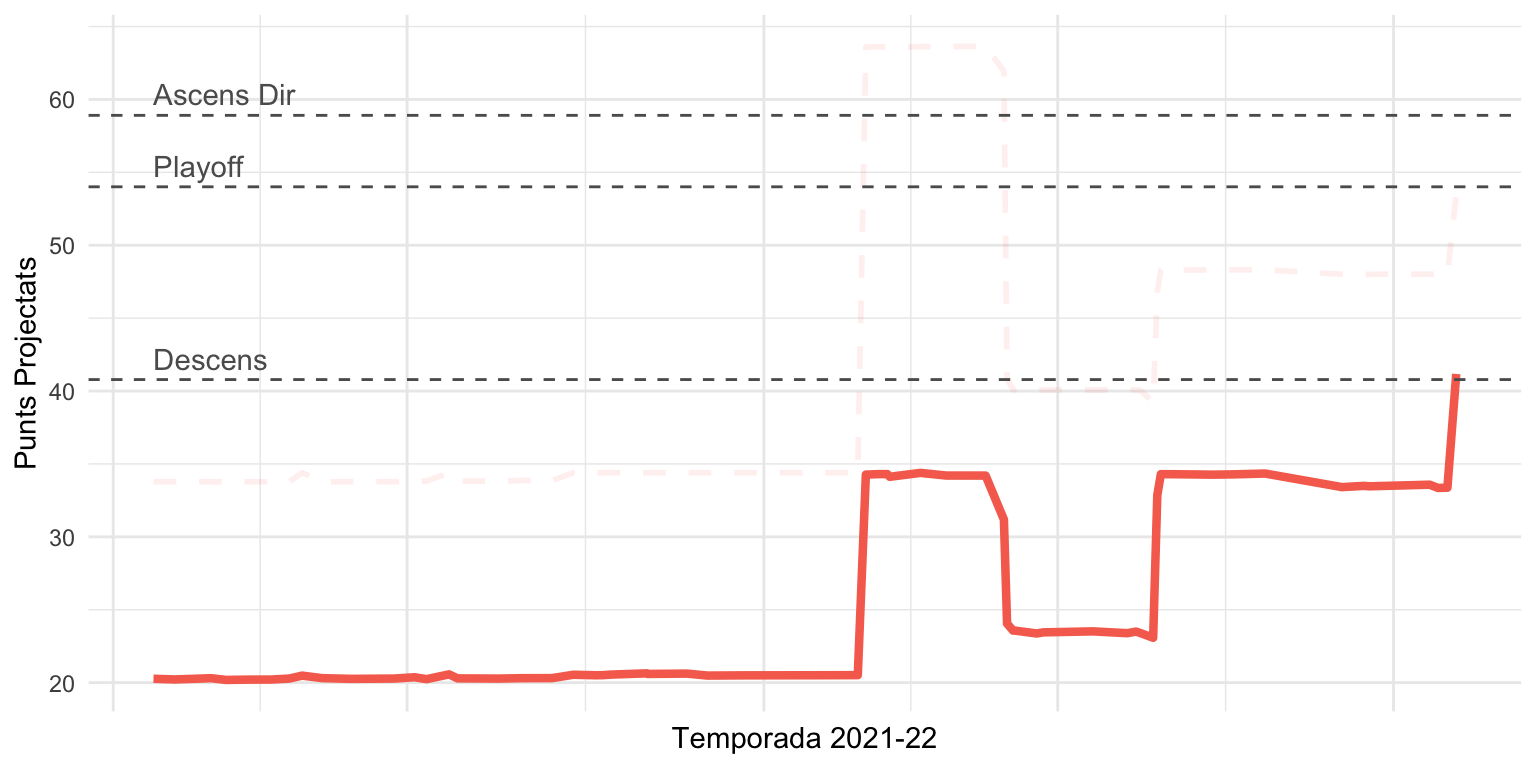 Punts Projectats
60
50
40
30
20
Ascens Dir
Playoff
Descens
Temporada 2021-22